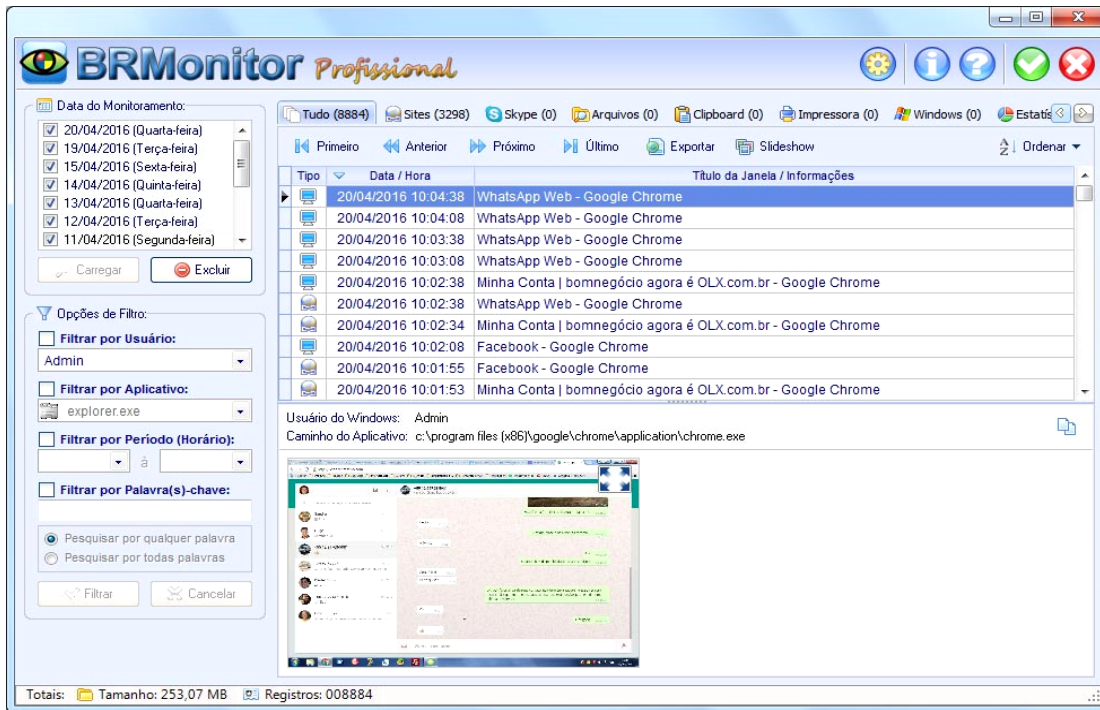 BRMonitor Profissional
Data do Monitoramento:
20/04/2016 (Quarta-feira)
19/04/2016 (Terça-feira)
15/04/2016 (Sexta-feira)
14/04/2016 (Quinta-feira)
13/04/2016 (Quarta-feira)
12/04/2016 (Terça-feira)
11/04/2016 (Segunda-feira)
Carregar Excluir
Opções de Filtro:
Filtrar por Usuário:
Admin
Filtrar por Aplicativo:
explorer.exe
Filtrar por Período (Horário):
à
Filtrar por Palavra(s)-chave:
Pesquisar por qualquer palavra
Pesquisar por todas palavras
Filtrar Cancelar
Tudo (8884) Sites (3298) Skype (0) Arquivos (0) Clipboard (0) Impressora (0) Windows (0) Estatís
Primeiro Anterior Próximo Último Exportar Slideshow Ordenar
Tipo Data / Hora Título da Janela / Informações
20/04/2016 10:04:38 WhatsApp Web - Google Chrome
20/04/2016 10:04:08 WhatsApp Web - Google Chrome
20/04/2016 10:03:38 WhatsApp Web - Google Chrome
20/04/2016 10:03:08 WhatsApp Web - Google Chrome
20/04/2016 10:02:38 Minha Conta | bomnegócio agora é OLX.com.br - Google Chrome
20/04/2016 10:02:38 WhatsApp Web - Google Chrome
20/04/2016 10:02:34 Minha Conta | bomnegócio agora é OLX.com.br - Google Chrome
20/04/2016 10:02:08 Facebook - Google Chrome
20/04/2016 10:01:55 Facebook - Google Chrome
20/04/2016 10:01:53 Minha Conta | bomnegócio agora é OLX.com.br - Google Chrome
Usuário do Windows: Admin
Caminho do Aplicativo: c:\program files (x86)\google\chrome\application\chrome.exe
Totais: Tamanho: 253,07 MB Registros: 008884